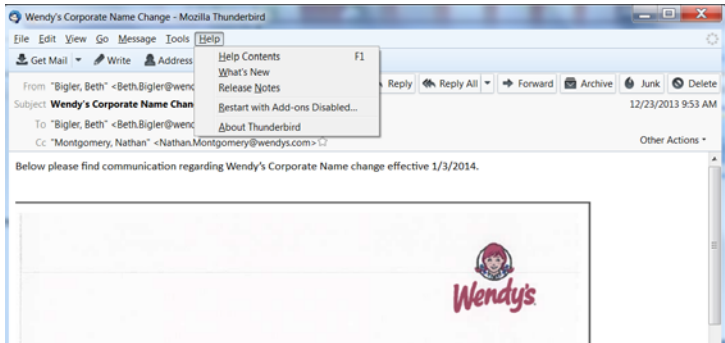 Wendy's Corporate Name Change - Mozilla Thunderbird
File Edit View Go Message Tools Help
Get Mail Write Address
Help Contents F1
What's New
Release Notes
Restart with Add-ons Disabled...
About Thunderbird
Reply Reply All Forward Archive Junk Delete
From "Bigler, Beth" <Beth.Bigler@wend
Subject Wendy's Corporate Name Chan 12/23/2013 9:53 AM
To "Bigler, Beth" <Beth.Bigler@wend
Cc "Montgomery, Nathan" <Nathan.Montgomery@wendys.com> Other Actions
Below please find communication regarding Wendy's Corporate Name change effective 1/3/2014.
Wendy's